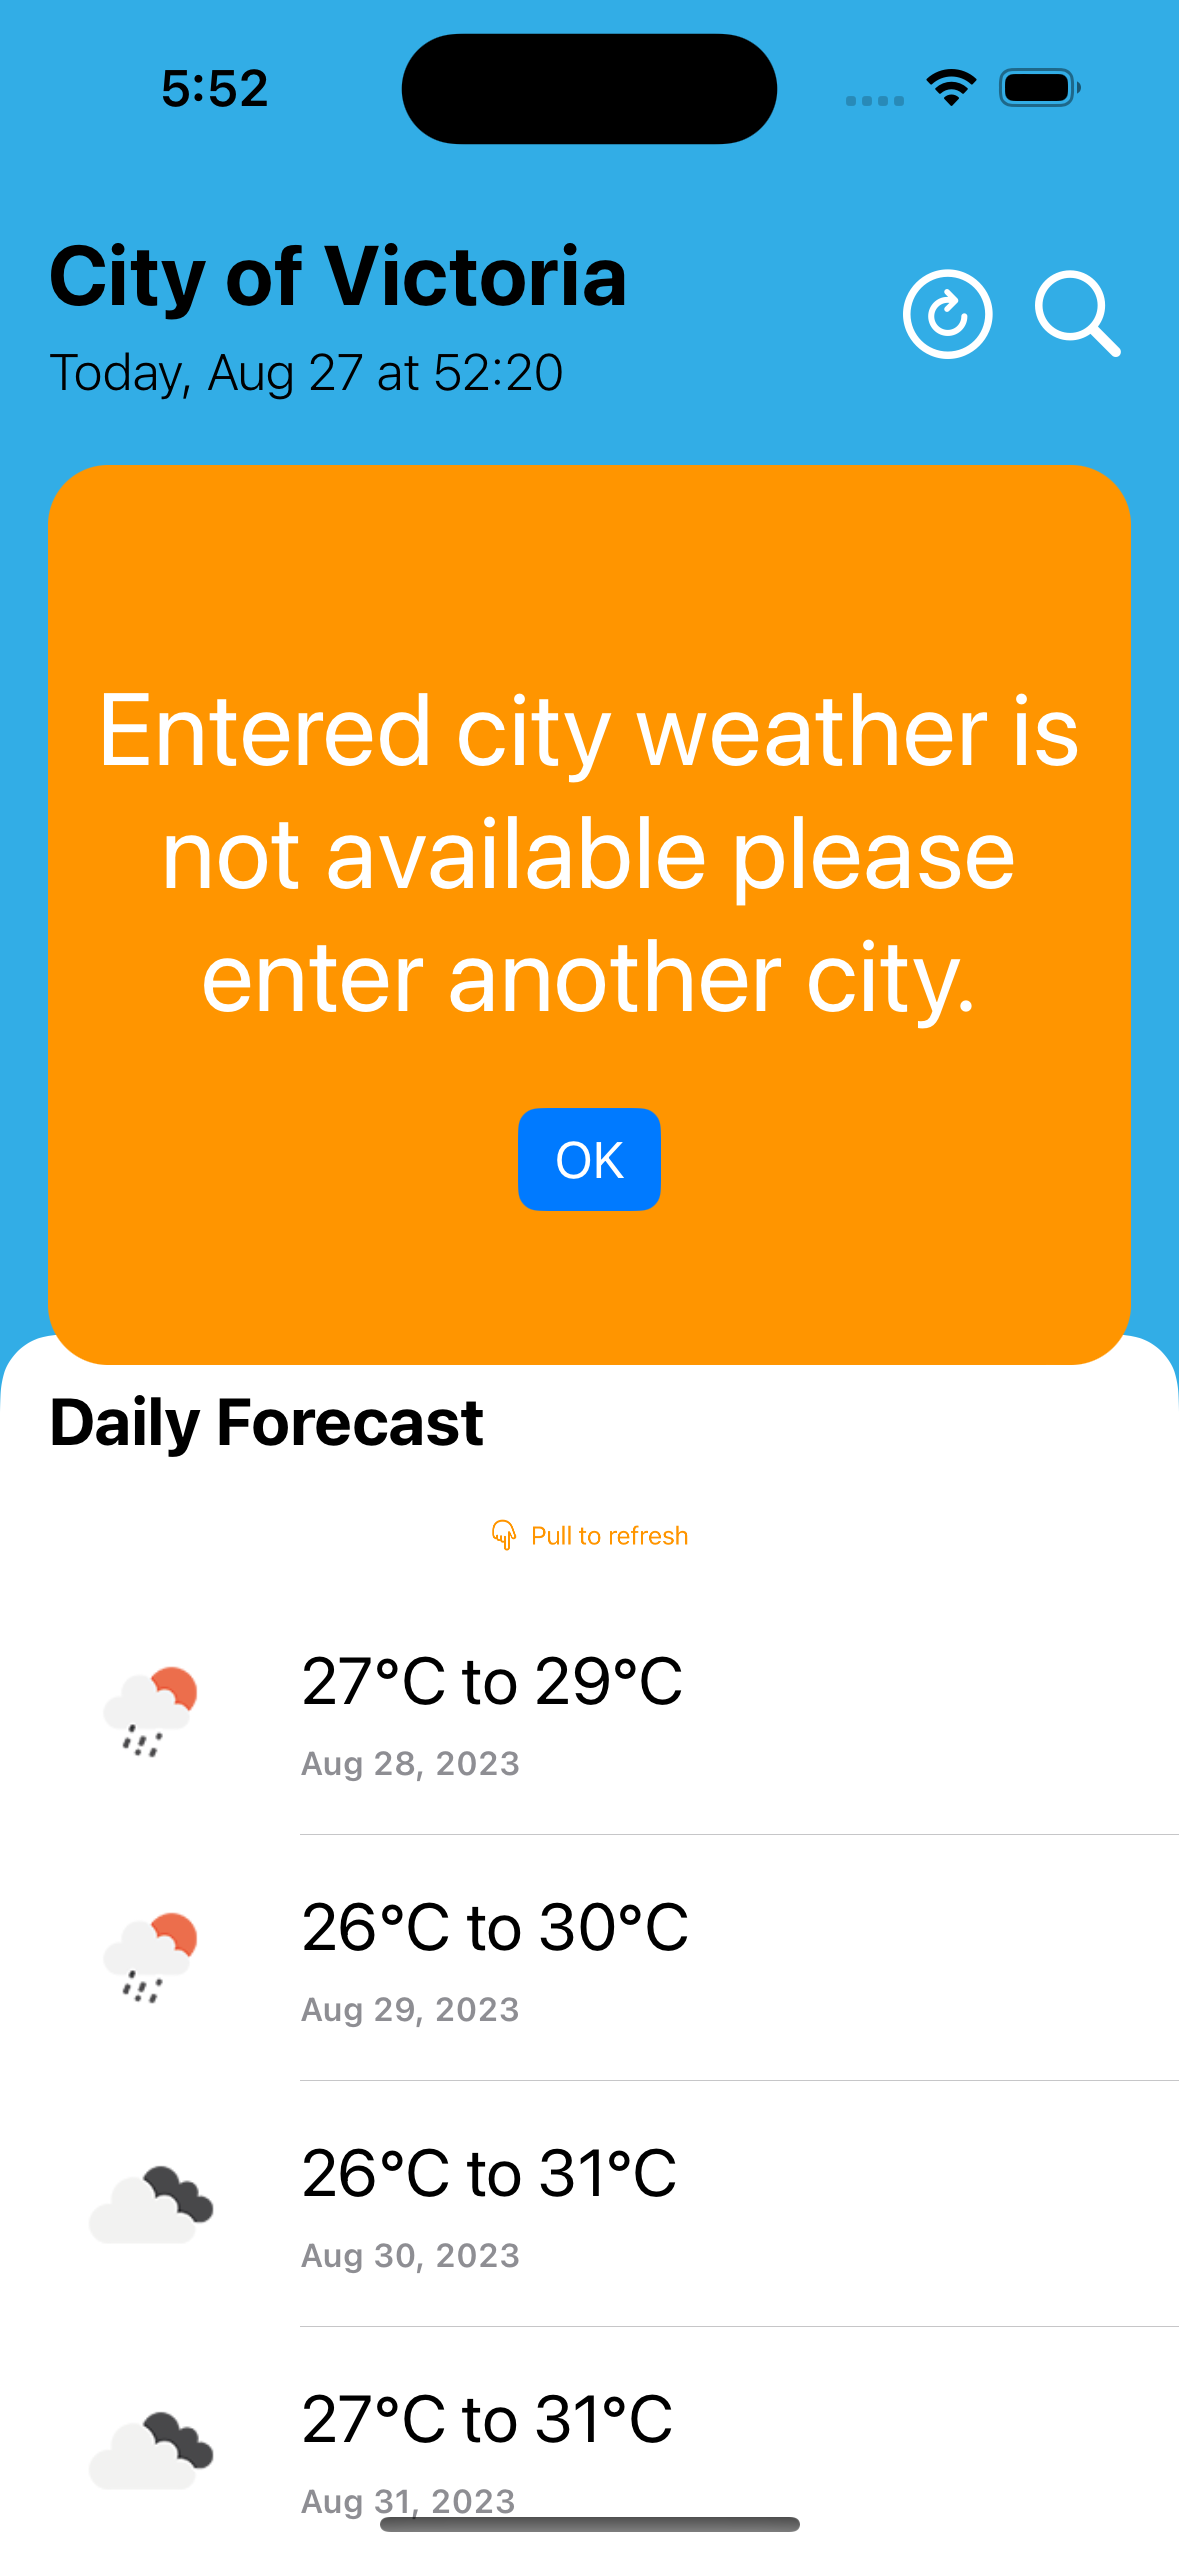 5:52
City of Victoria
Today, Aug 27 at 52:20
Entered city weather is
not available please
enter another city.
OK
Daily Forecast
Pull to refresh
27°C to 29°C
Aug 28, 2023
26°C to 30°C
Aug 29, 2023
26°C to 31°C
Aug 30, 2023
27°C to 31°C
Aug 31, 2023